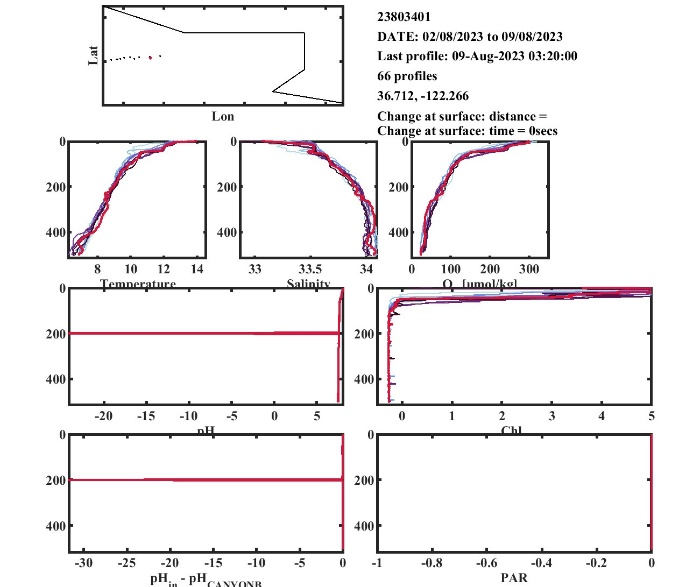 23803401
DATE: 02/08/2023 to 09/08/2023
Last profile: 09-Aug-2023 03:20:00
66 profiles
36.712, -122.266
Change at surface: distance =
Change at surface: time = 0secs
Lat
Lon
0
200
400
8 10 12 14
Temperature
0
200
400
33 33.5 34
Salinity
0
200
400
0 100 200 300
O [umol/kg]
0
200
400
-20 -15 -10 -5 0 5
pH
0
200
400
0 1 2 3 4 5
Chl
0
200
400
-30 -25 -20 -15 -10 -5 0
pHin - pHCANYONB
0
200
400
-1 -0.8 -0.6 -0.4 -0.2 0
PAR